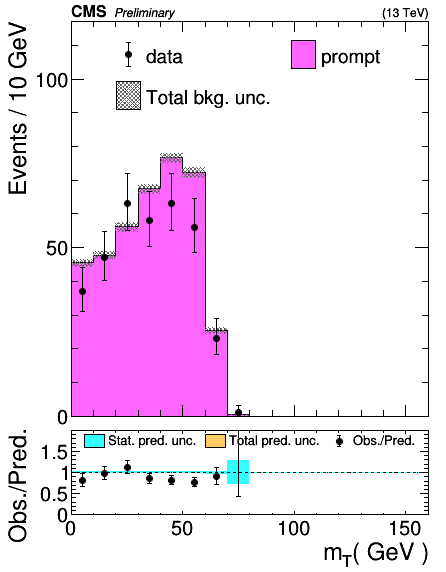 CMS Preliminary (13 TeV)
Events / 10 GeV
data
prompt
Total bkg. unc.
100
50
0
Obs./Pred.
Stat. pred. unc. Total pred. unc. Obs./Pred.
1.5
1
0.5
0
0 50 100 150
m_T( GeV )